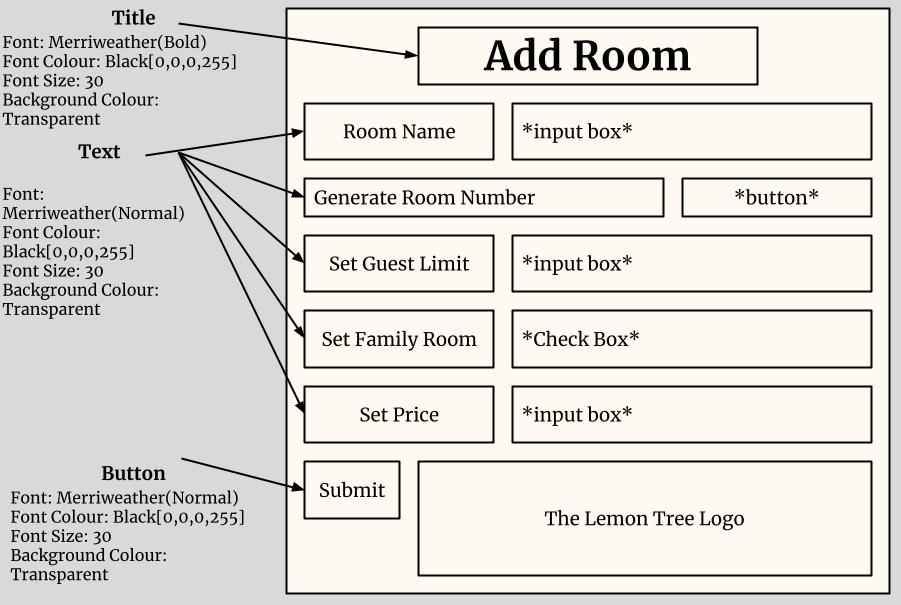 Title
Font: Merriweather(Bold)
Font Colour: Black[0,0,0,255]
Font Size: 30
Background Colour:
Transparent
Text
Font:
Merriweather(Normal)
Font Colour:
Black[0,0,0,255]
Font Size: 30
Background Colour:
Transparent
Button
Font: Merriweather(Normal)
Font Colour: Black[0,0,0,255]
Font Size: 30
Background Colour:
Transparent
Add Room
Room Name
*input box*
Generate Room Number
*button*
Set Guest Limit
*input box*
Set Family Room
*Check Box*
Set Price
*input box*
Submit
The Lemon Tree Logo